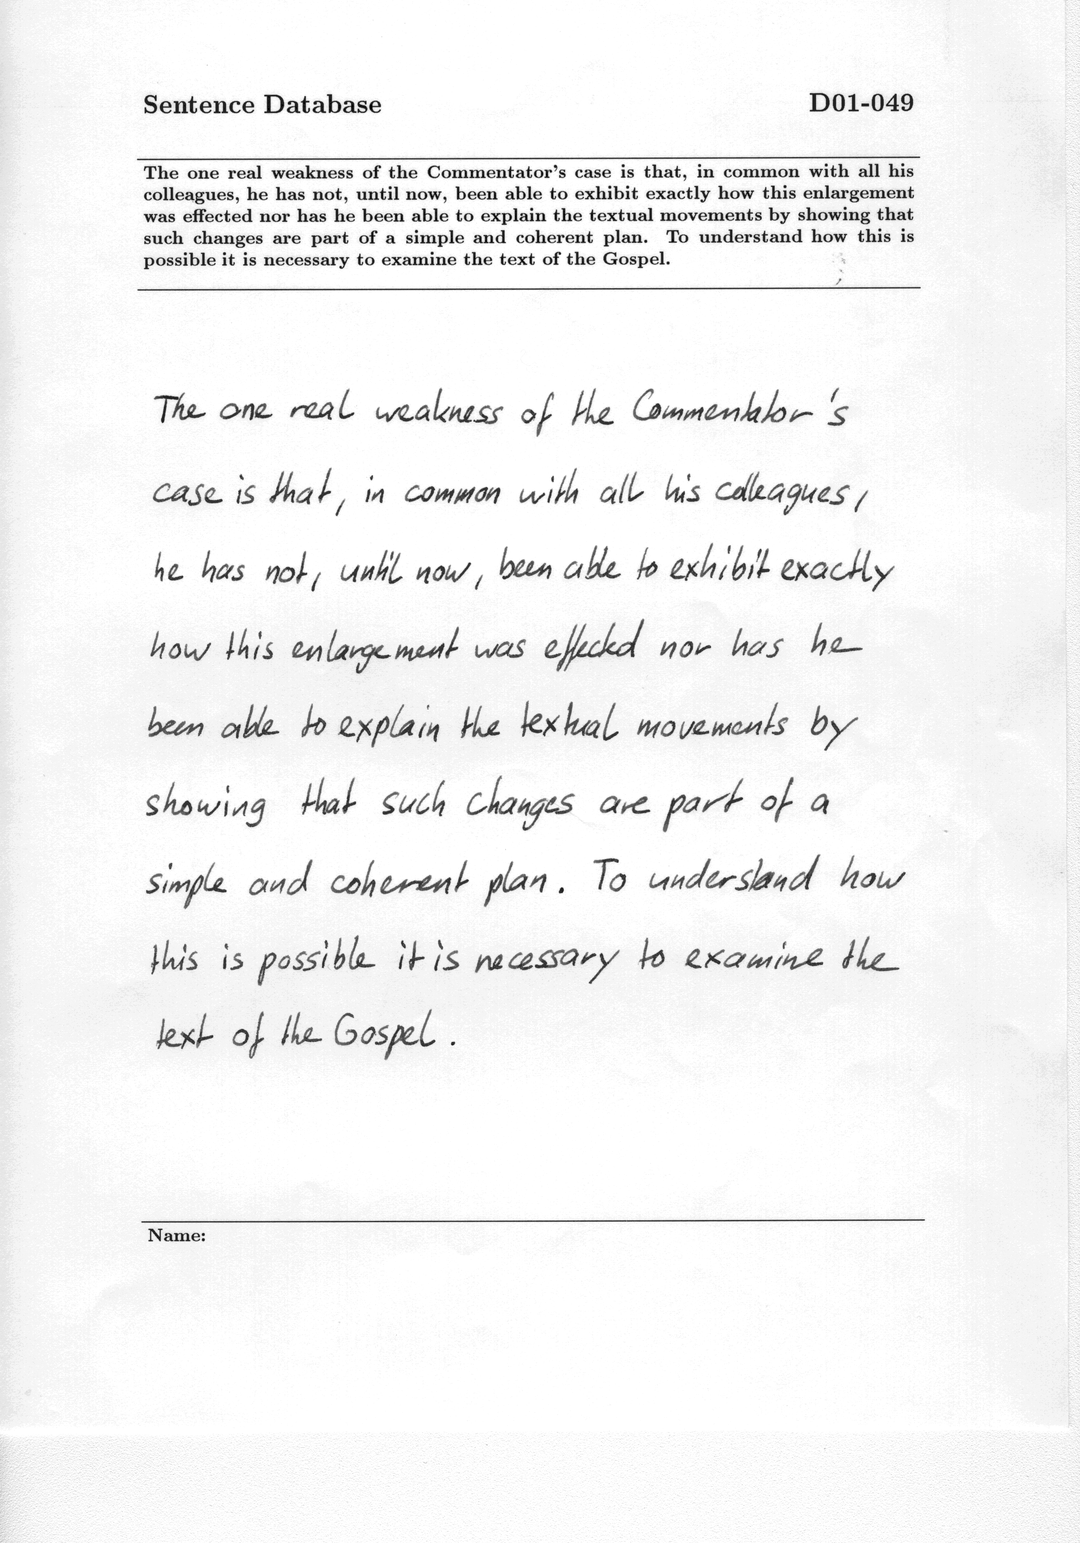 Sentence Database D01-049
The one real weakness of the Commentator's case is that, in common with all his
colleagues, he has not, until now, been able to exhibit exactly how this enlargement
was effected nor has he been able to explain the textual movements by showing that
such changes are part of a simple and coherent plan. To understand how this is
possible it is necessary to examine the text of the Gospel.
The one real weakness of the Commentator's
case is that, in common with all his colleagues,
he has not, until now, been able to exhibit exactly
how this enlargement was effected nor has he
been able to explain the textual movements by
showing that such changes are part of a
simple and coherent plan. To understand how
this is possible it is necessary to examine the
text of the Gospel.
Name: